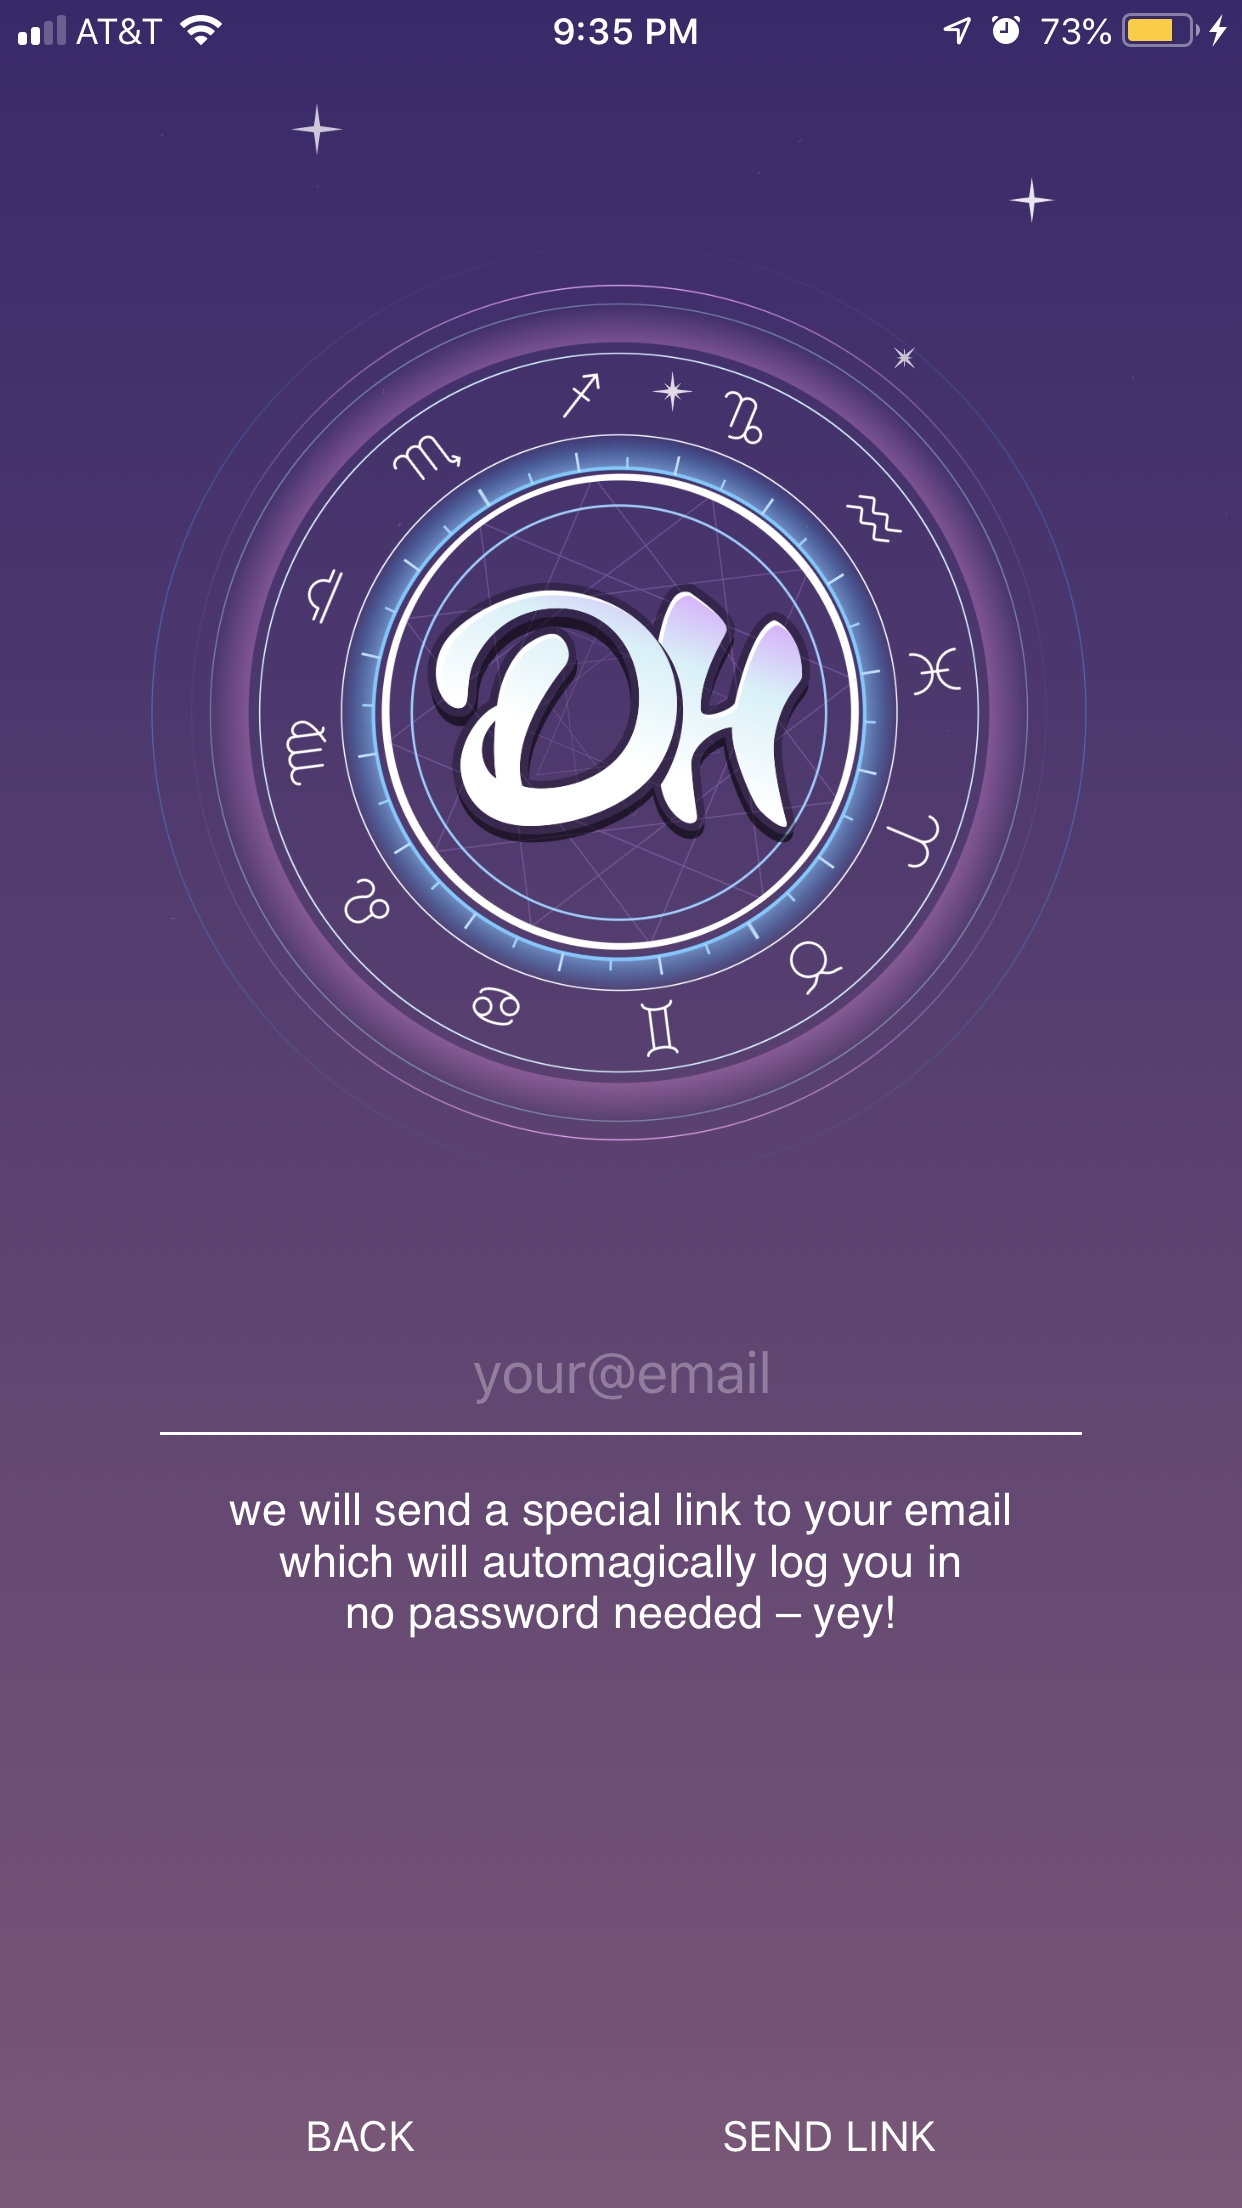 AT&T 9:35 PM 73%
DH
your@email
we will send a special link to your email
which will automagically log you in
no password needed – yey!
BACK SEND LINK